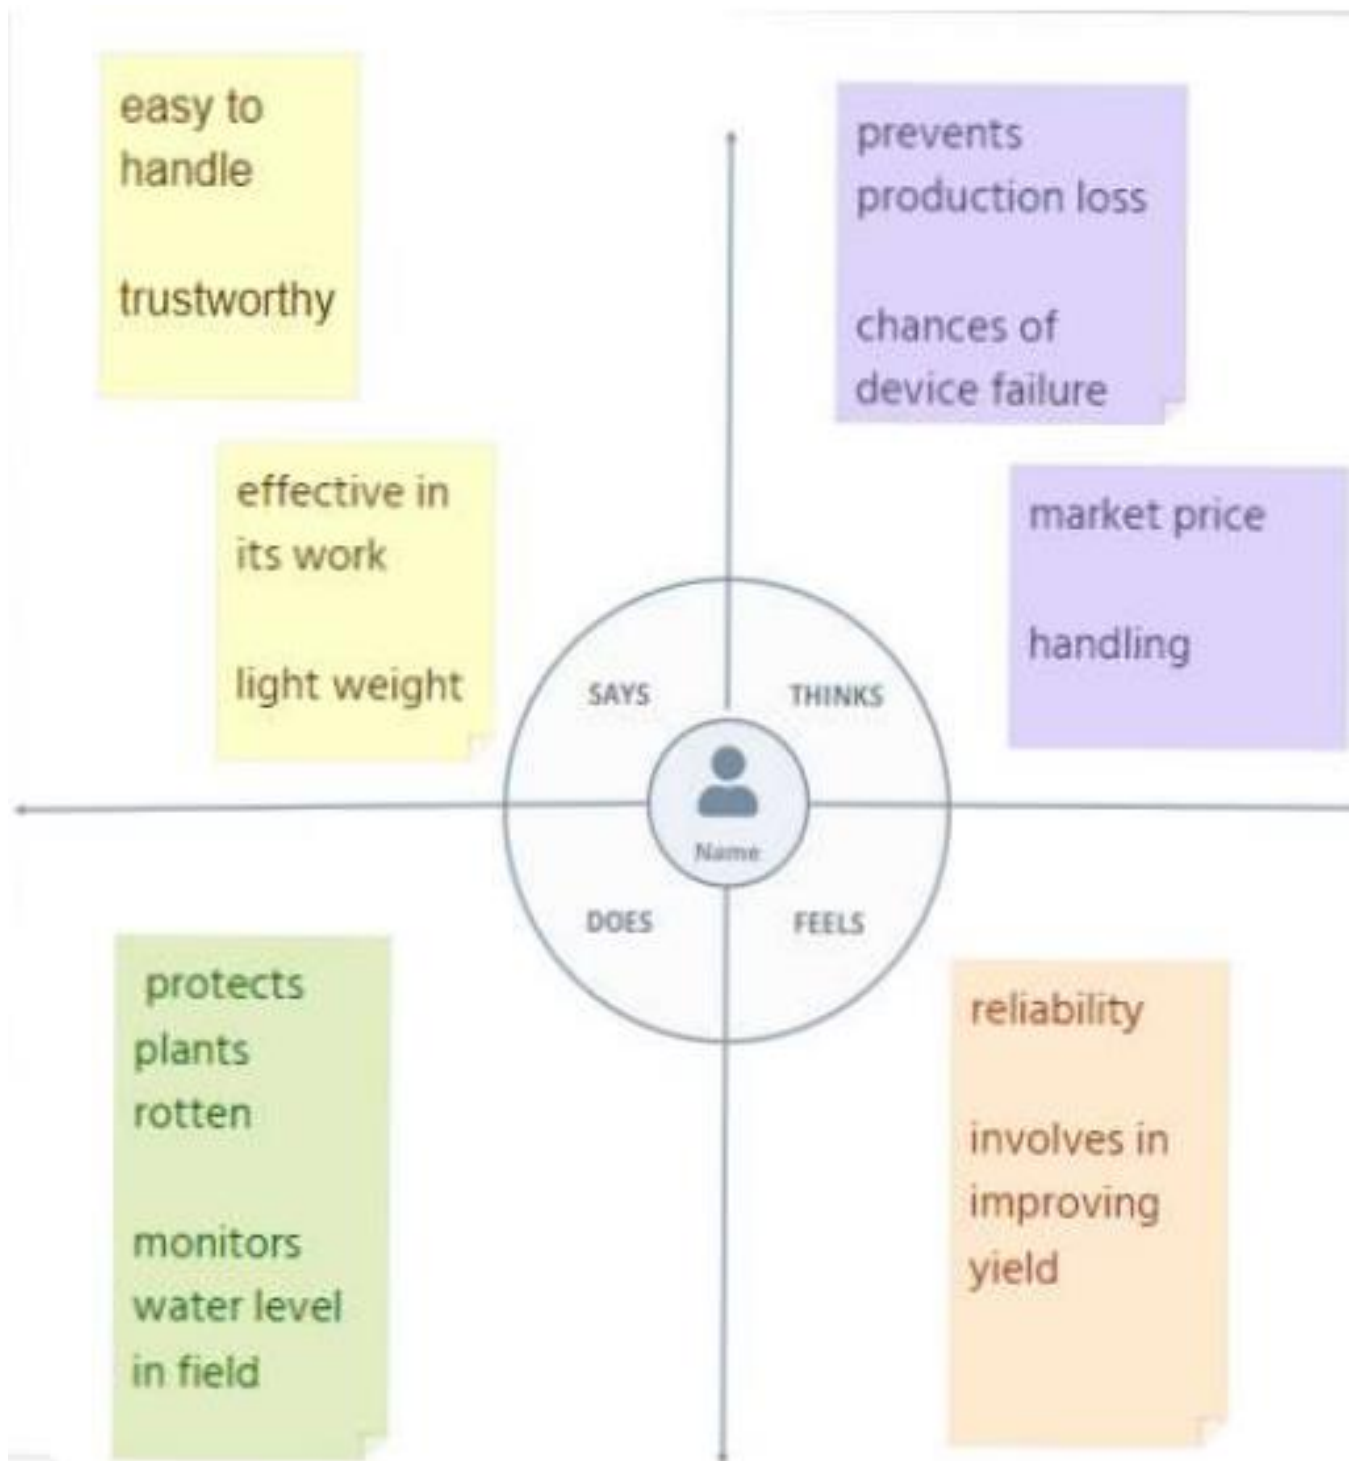 easy to
handle
trustworthy
effective in
its work
light weight
prevents
production loss
chances of
device failure
market price
handling
SAYS
THINKS
Name
DOES
FEELS
protects
plants
rotten
monitors
water level
in field
reliability
involves in
improving
yield